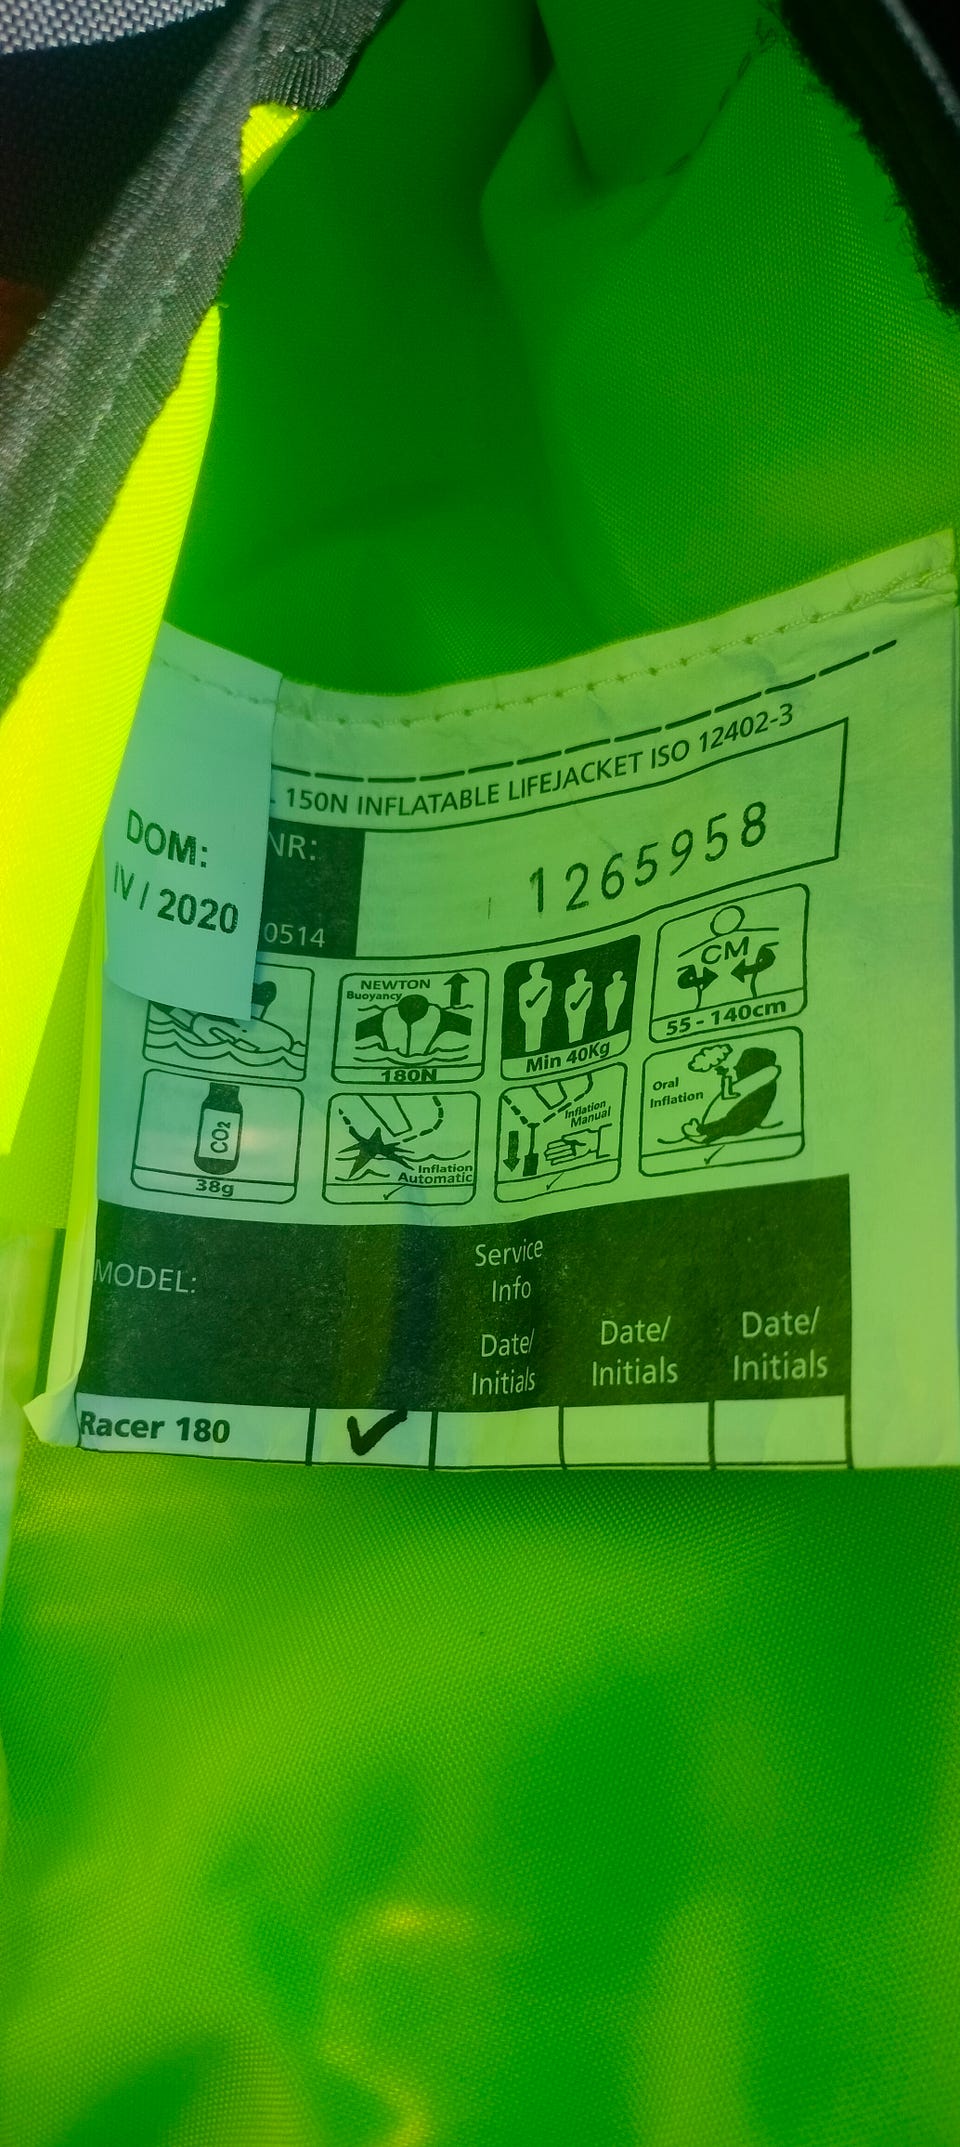 150N INFLATABLE LIFEJACKET ISO 12402-3
DOM:
IV / 2020
NR:
1265958
0514
NEWTON
Buoyancy
180N
Min 40Kg
CM
55 - 140cm
CO2
38g
Inflation
Automatic
Inflation
Manual
Oral
Inflation
MODEL:
Service
Info
Date/
Initials
Date/
Initials
Date/
Initials
Racer 180